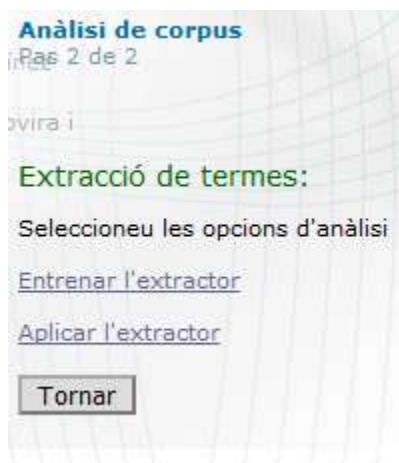 Anàlisi de corpus
Pas 2 de 2
ovira i
Extracció de termes:
Seleccioneu les opcions d'anàlisi
Entrenar l'extractor
Aplicar l'extractor
Tornar